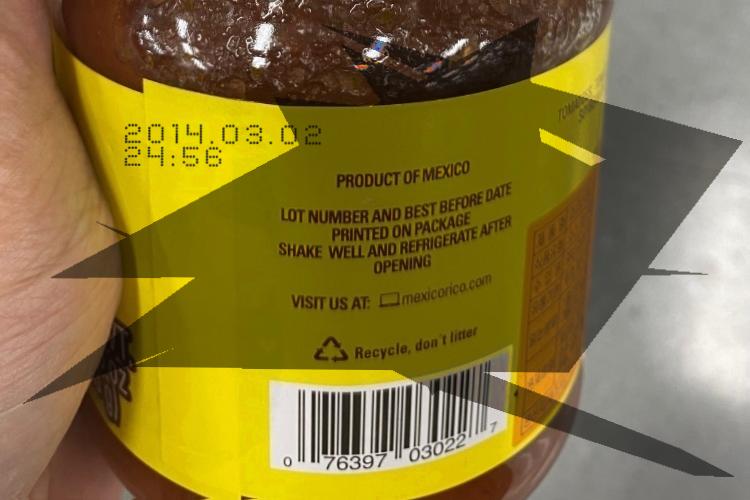 2014.03.02
24:56
PRODUCT OF MEXICO
LOT NUMBER AND BEST BEFORE DATE
PRINTED ON PACKAGE
SHAKE WELL AND REFRIGERATE AFTER
OPENING
VISIT US AT: mexicorico.com
Recycle, don't litter
0 76397 03022 7